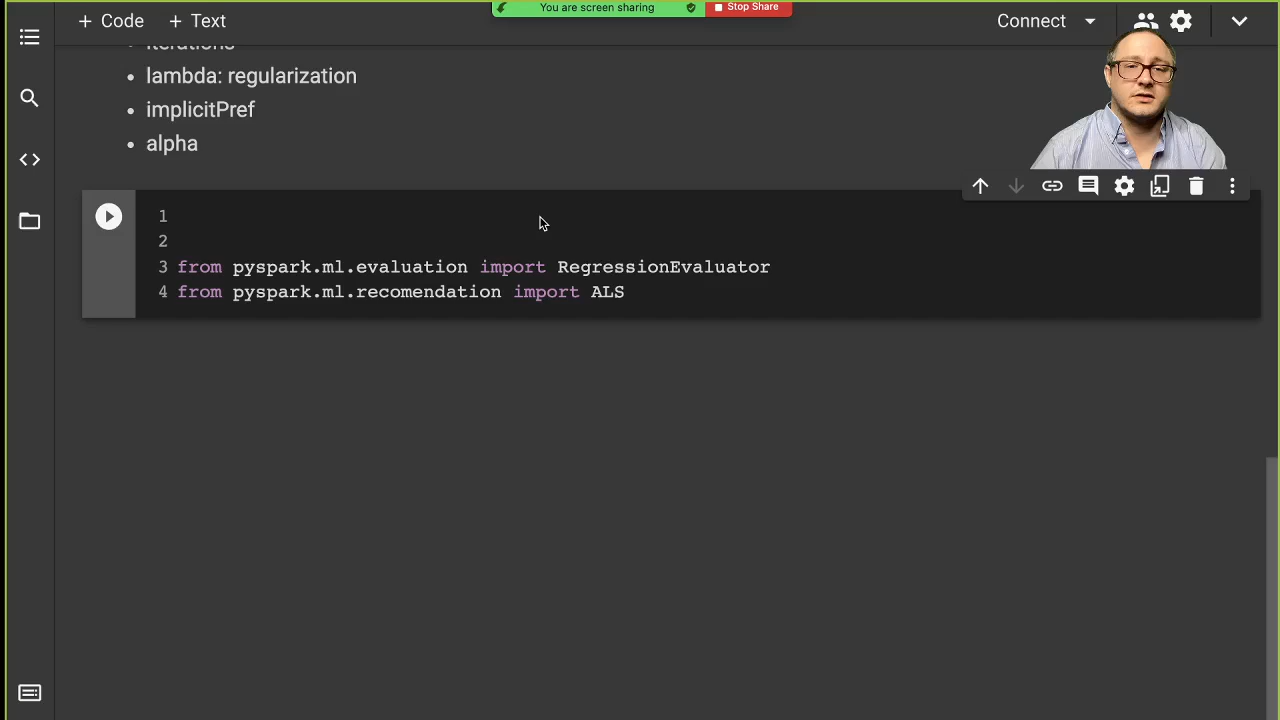 You are screen sharing
Stop Share
+ Code
+ Text
Connect
iterations
lambda: regularization
implicitPref
alpha
1
2
3 from pyspark.ml.evaluation import RegressionEvaluator
4 from pyspark.ml.recomendation import ALS